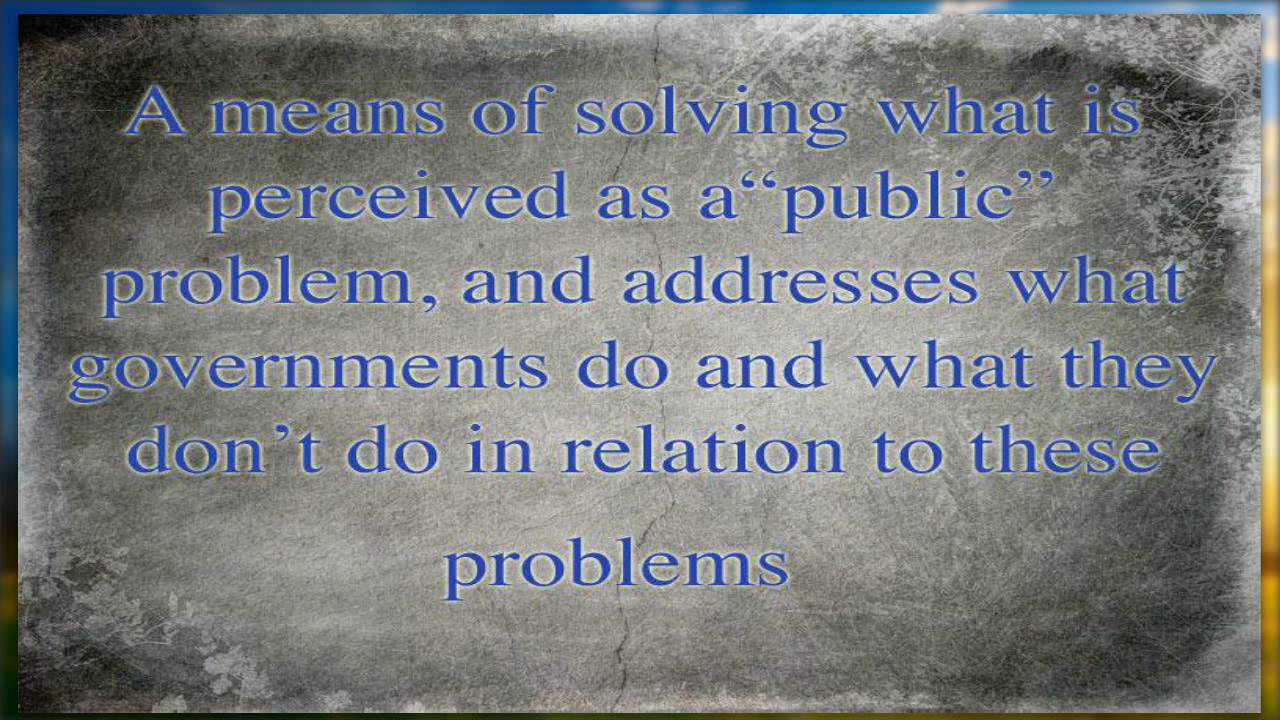 A means of solving what is
perceived as a“public”
problem, and addresses what
governments do and what they
don’t do in relation to these
problems